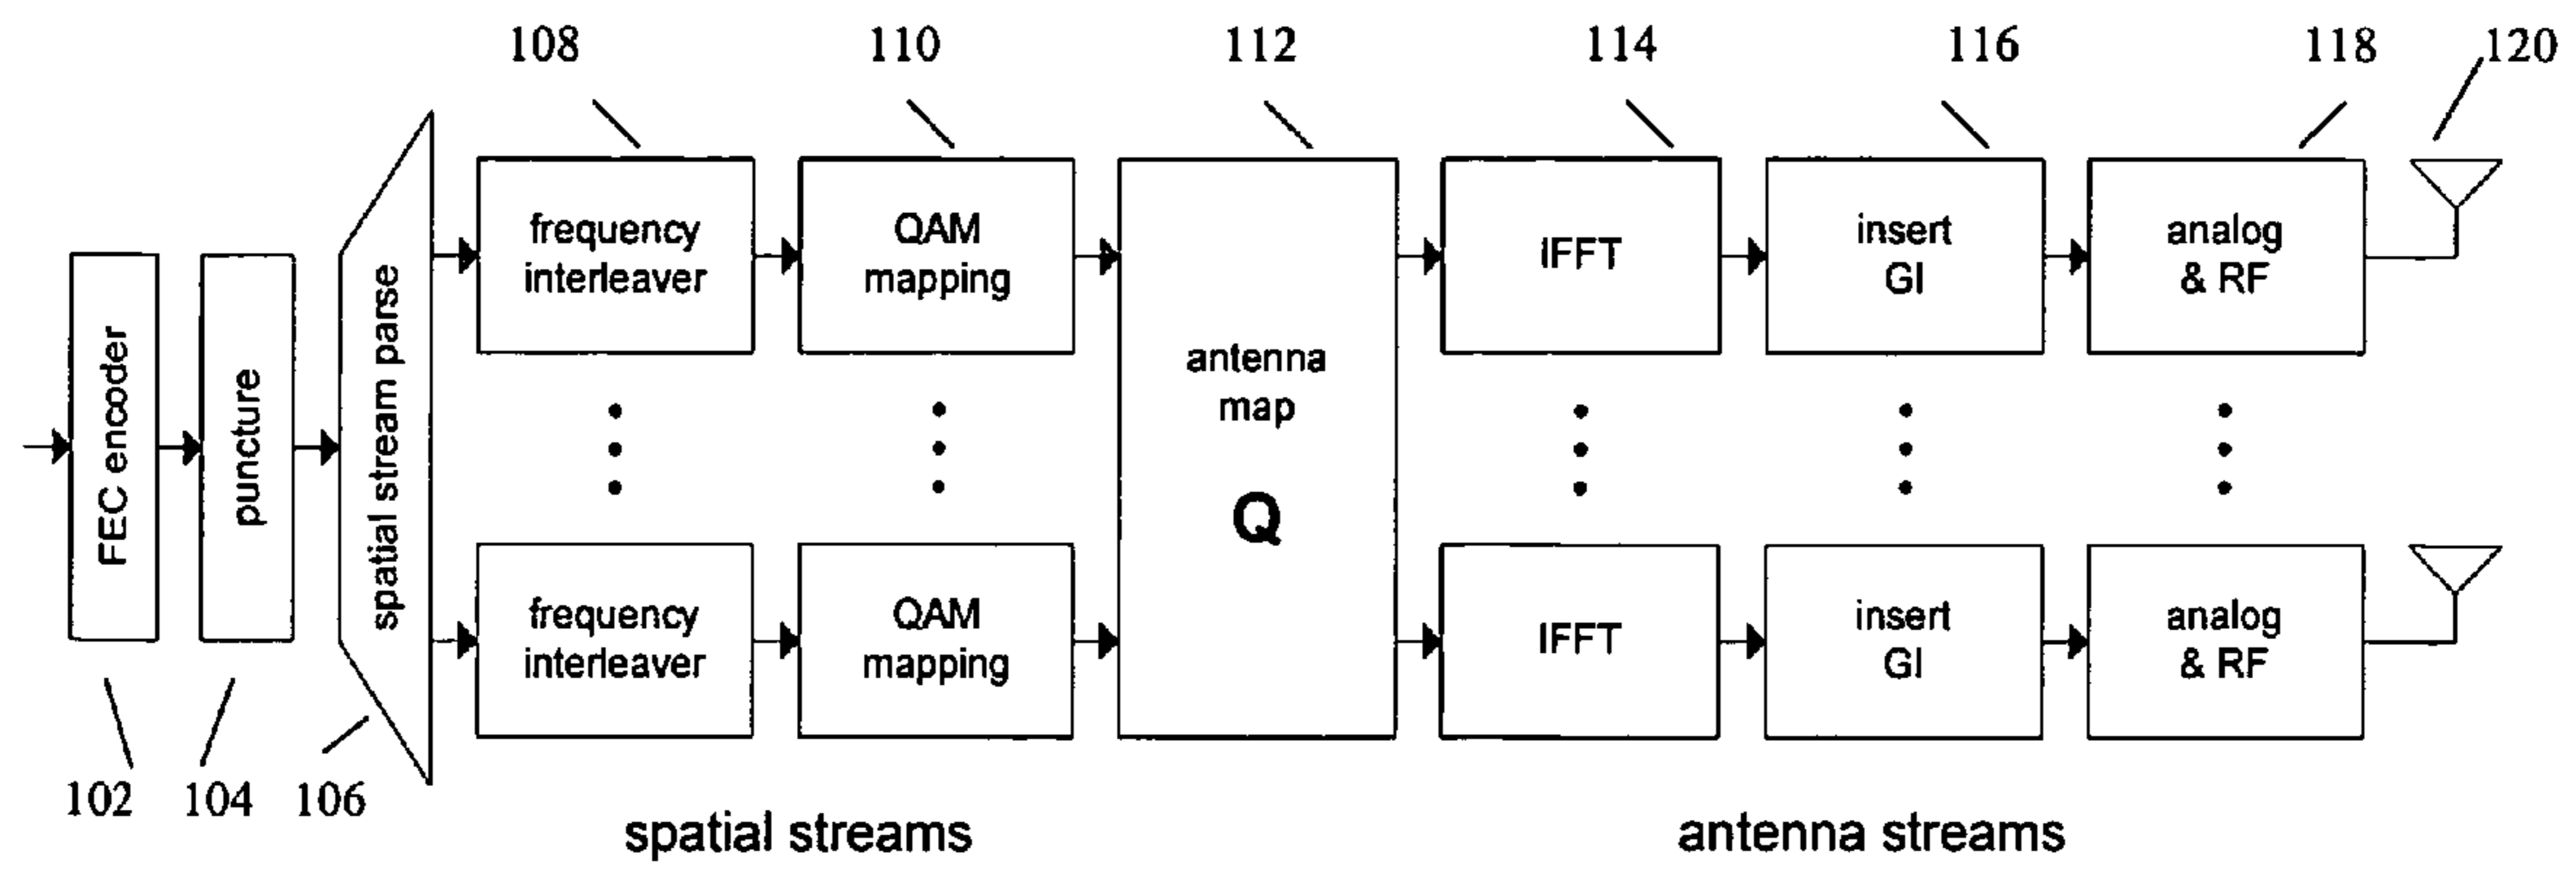 108
110
112
114
116
118
120
FEC encoder
puncture
spatial stream parse
frequency
interleaver
QAM
mapping
antenna
map
Q
IFFT
insert
GI
analog
& RF
frequency
interleaver
QAM
mapping
IFFT
insert
GI
analog
& RF
102
104
106
spatial streams
antenna streams